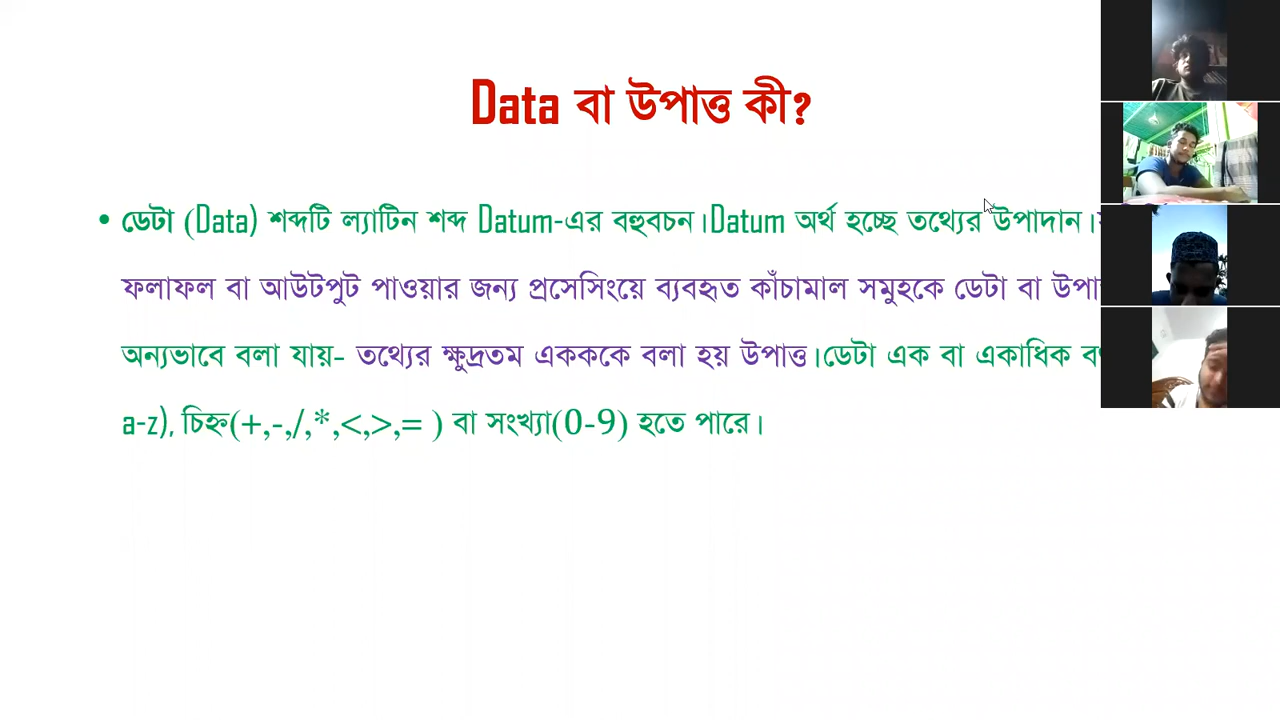 Data বা উপাত্ত কী?
• ডেটা (Data) শব্দটি ল্যাটিন শব্দ Datum-এর বহুবচন।Datum অর্থ হচ্ছে তথ্যের উপাদান।
ফলাফল বা আউটপুট পাওয়ার জন্য প্রসেসিংয়ে ব্যবহৃত কাঁচামাল সমুহকে ডেটা বা
অন্যভাবে বলা যায়- তথ্যের ক্ষুদ্রতম একককে বলা হয় উপাত্ত।ডেটা এক বা একাধিক
a-z), চিহ্ন(+,-,/,*,<,>,= ) বা সংখ্যা(0-9) হতে পারে।